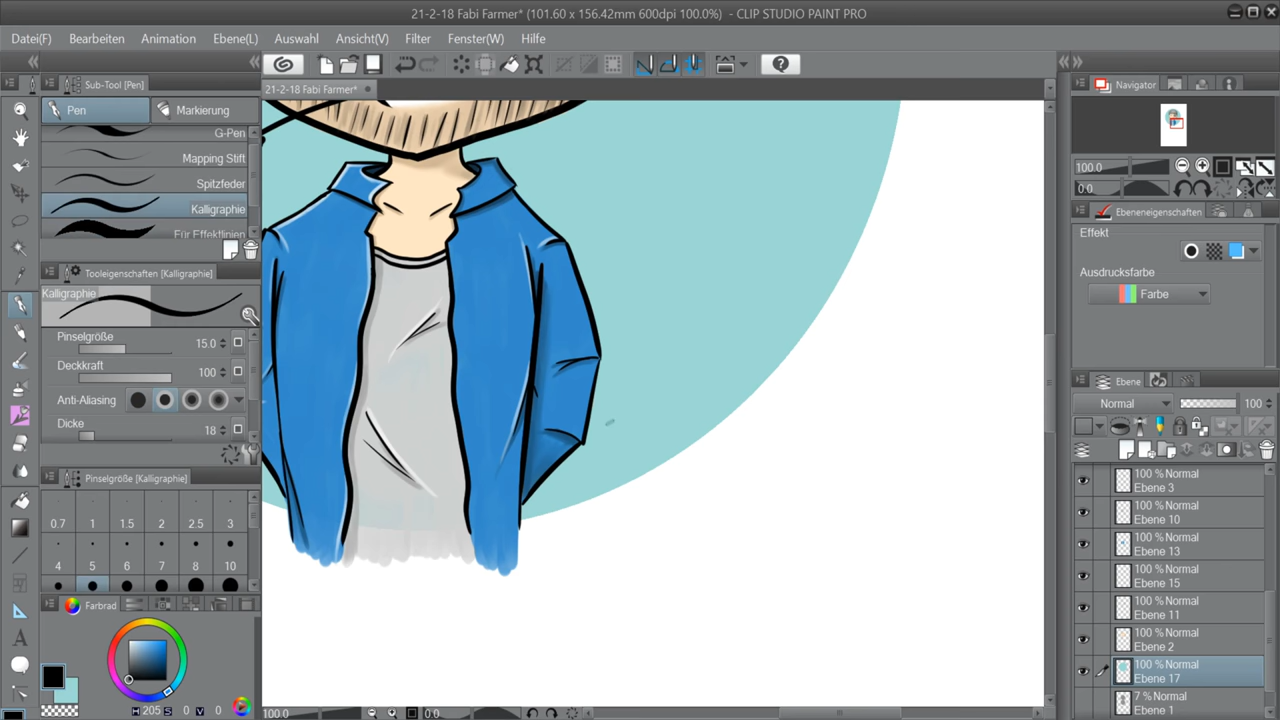 21-2-18 Fabi Farmer* (101.60 x 156.42mm 600dpi 100.0%) - CLIP STUDIO PAINT PRO
Datei(F) Bearbeiten Animation Ebene(L) Auswahl Ansicht(V) Filter Fenster(W) Hilfe
Sub-Tool [Pen]
21-2-18 Fabi Farmer*
Navigator
Pen Markierung
G-Pen
Mapping Stift
Spitzfeder
Kalligraphie
Für Effektlinien
100.0
0.0
Ebeneneigenschaften
Effekt
Ausdrucksfarbe
Farbe
Tooleigenschaften [Kalligraphie]
Kalligraphie
Pinselgröße 15.0
Deckkraft 100
Anti-Aliasing
Dicke 18
Ebene
Normal 100
Pinselgröße [Kalligraphie]
0.7 1 1.5 2 2.5 3
4 5 6 7 8 10
100 % Normal
Ebene 3
100 % Normal
Ebene 10
100 % Normal
Ebene 13
100 % Normal
Ebene 15
100 % Normal
Ebene 11
100 % Normal
Ebene 2
100 % Normal
Ebene 17
7 % Normal
Ebene 1
Farbrad
H 205 S 0 V 0
100.0 0.0